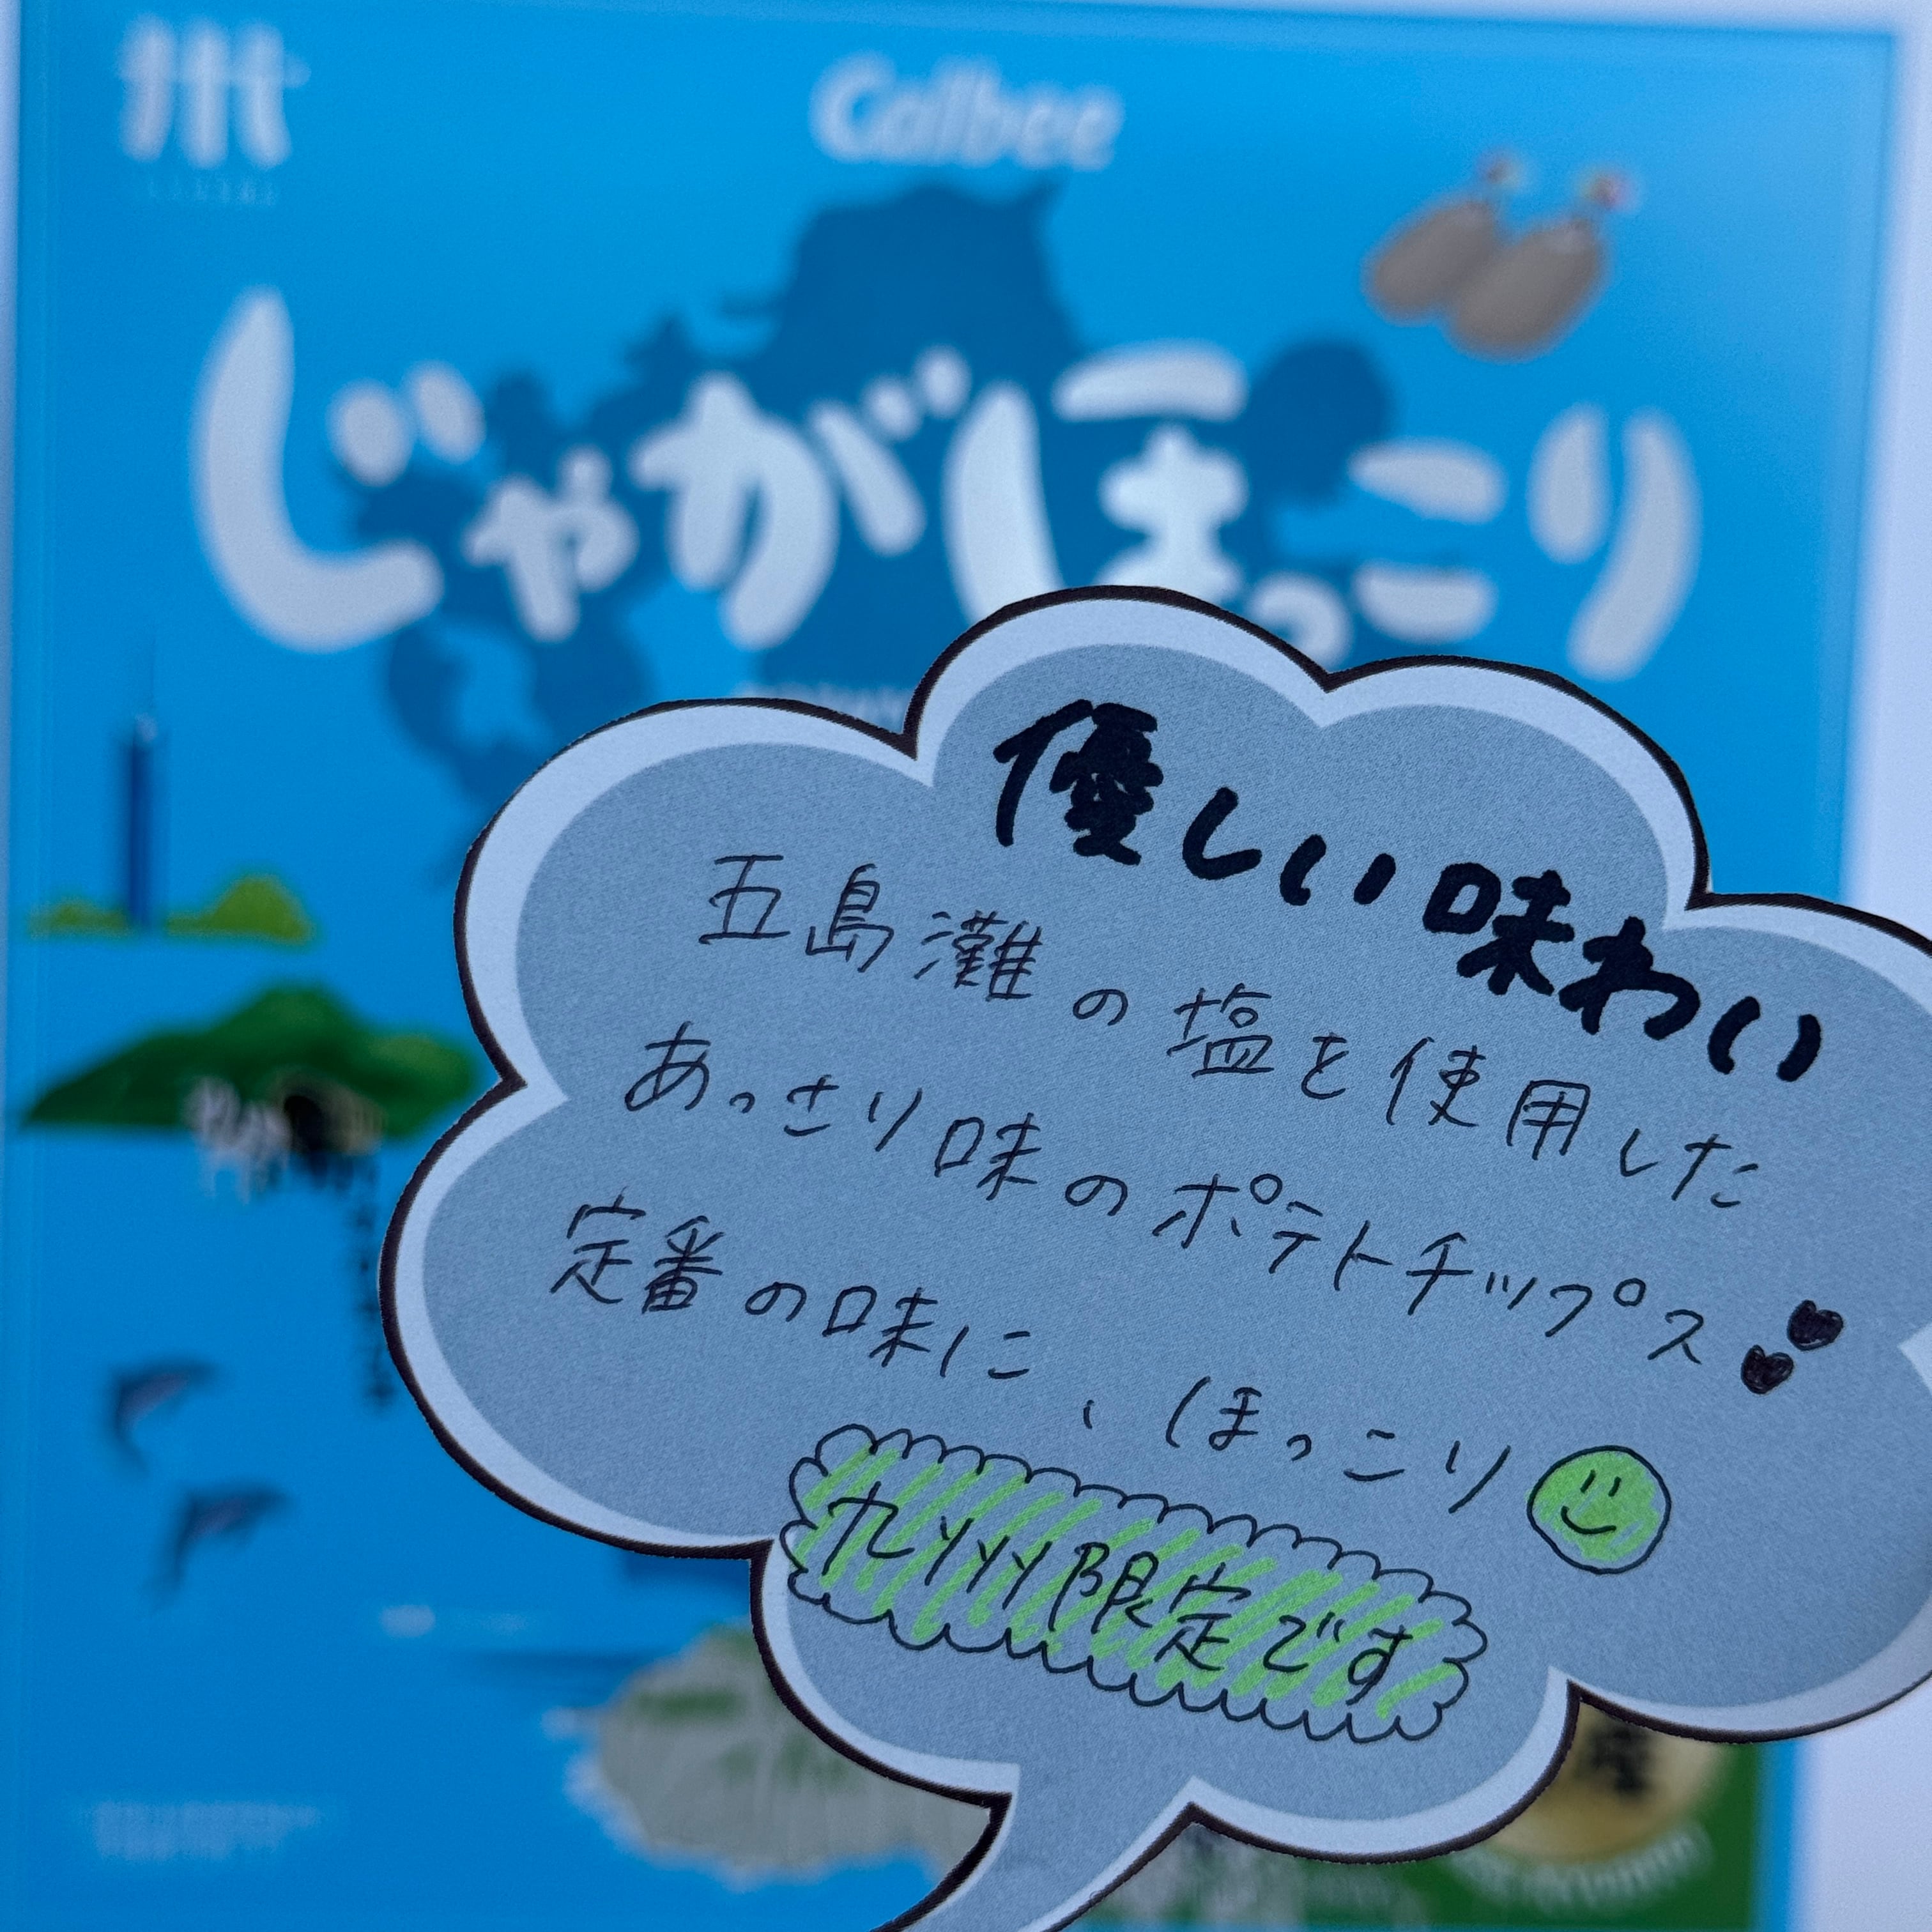 Calbee
じゃがほっこり
優しい味わい
五島灘の塩を使用した
あっさり味のポテトチップス
定番の味に、ほっこり
九州限定です